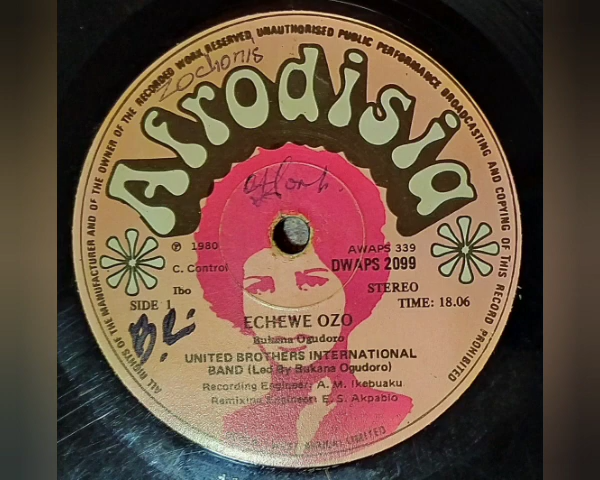 ALL RIGHTS OF THE MANUFACTURER AND OF THE OWNER OF THE RECORDED WORK RESERVED, UNAUTHORISED PUBLIC PERFORMANCE BROADCASTING AND COPYING OF THIS RECORD PROHIBITED
Zochonis
Afrodisia
℗ 1980
AWAPS 339
C. Control
DWAPS 2099
Ibo
STEREO
SIDE 1
TIME: 18.06
ECHEWE OZO
Bukana Ogudoro
UNITED BROTHERS INTERNATIONAL
BAND (Led By Bukana Ogudoro)
Recording Engineer: A. M. Ikebuaku
Remixing Engineer: E. S. Akpabio
LIMITED